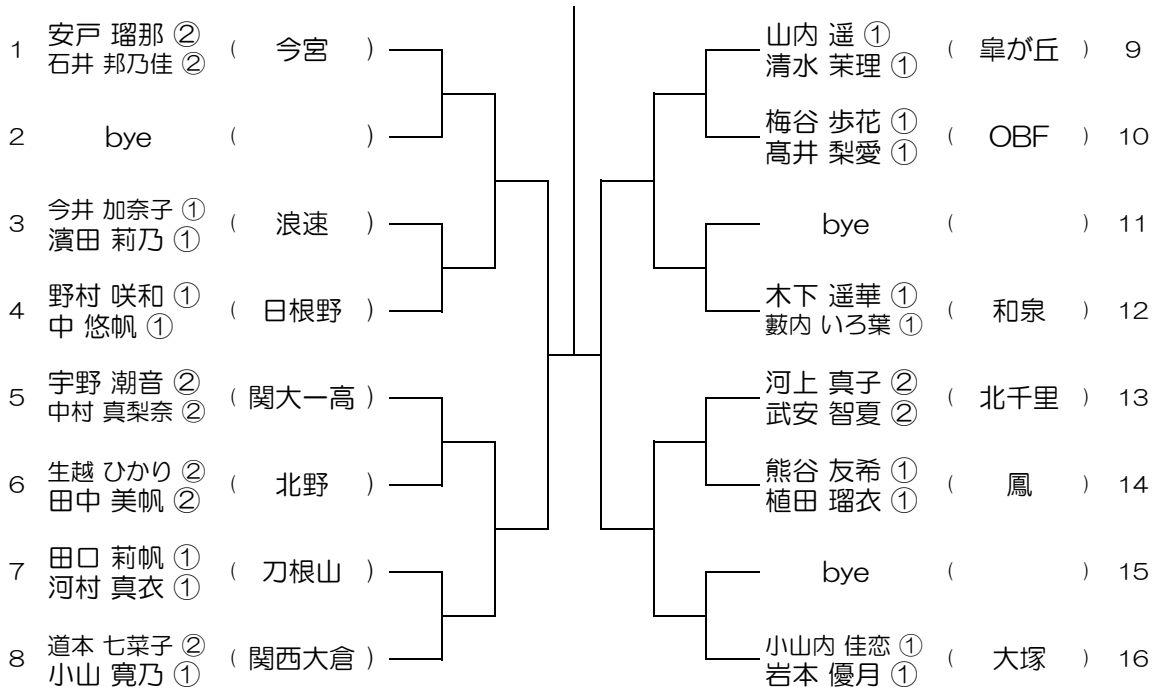 1 安戸 瑠那 ② ( 今宮 )
石井 邦乃佳 ②
2 bye ( )
3 今井 加奈子 ① ( 浪速 )
濱田 莉乃 ①
4 野村 咲和 ① ( 日根野 )
中 悠帆 ①
5 宇野 潮音 ② ( 関大一高 )
中村 真梨奈 ②
6 生越 ひかり ② ( 北野 )
田中 美帆 ②
7 田口 莉帆 ① ( 刀根山 )
河村 真衣 ①
8 道本 七菜子 ② ( 関西大倉 )
小山 寛乃 ①
山内 遥 ① ( 皐が丘 ) 9
清水 茉理 ①
梅谷 歩花 ① ( OBF ) 10
髙井 梨愛 ①
bye ( ) 11
木下 遥華 ① ( 和泉 ) 12
藪内 いろ葉 ①
河上 真子 ② ( 北千里 ) 13
武安 智夏 ②
熊谷 友希 ① ( 鳳 ) 14
植田 瑠衣 ①
bye ( ) 15
小山内 佳恋 ① ( 大塚 ) 16
岩本 優月 ①